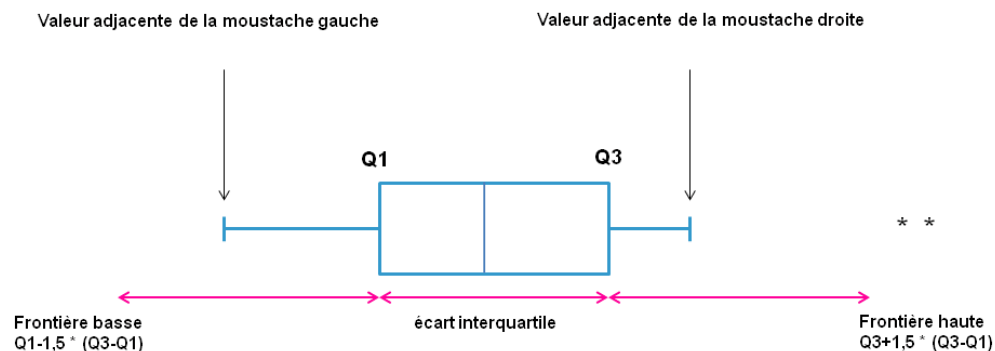 Valeur adjacente de la moustache gauche
Valeur adjacente de la moustache droite
Q1
Q3
* *
Frontière basse
Q1-1,5 * (Q3-Q1)
écart interquartile
Frontière haute
Q3+1,5 * (Q3-Q1)